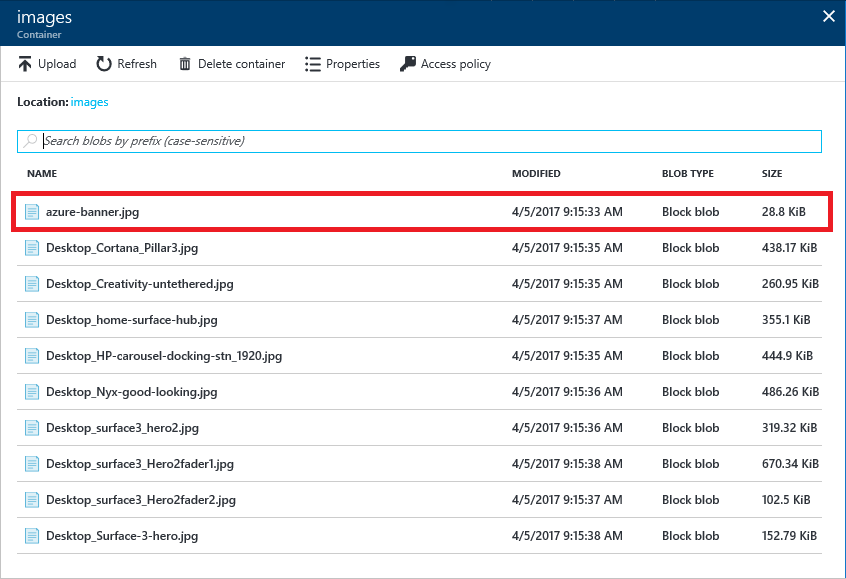 images
Container
Upload Refresh Delete container Properties Access policy
Location: images
Search blobs by prefix (case-sensitive)
NAME MODIFIED BLOB TYPE SIZE
azure-banner.jpg 4/5/2017 9:15:33 AM Block blob 28.8 KiB
Desktop_Cortana_Pillar3.jpg 4/5/2017 9:15:35 AM Block blob 438.17 KiB
Desktop_Creativity-untethered.jpg 4/5/2017 9:15:35 AM Block blob 260.95 KiB
Desktop_home-surface-hub.jpg 4/5/2017 9:15:37 AM Block blob 355.1 KiB
Desktop_HP-carousel-docking-stn_1920.jpg 4/5/2017 9:15:35 AM Block blob 444.9 KiB
Desktop_Nyx-good-looking.jpg 4/5/2017 9:15:36 AM Block blob 486.26 KiB
Desktop_surface3_hero2.jpg 4/5/2017 9:15:36 AM Block blob 319.32 KiB
Desktop_surface3_Hero2fader1.jpg 4/5/2017 9:15:38 AM Block blob 670.34 KiB
Desktop_surface3_Hero2fader2.jpg 4/5/2017 9:15:37 AM Block blob 102.5 KiB
Desktop_Surface-3-hero.jpg 4/5/2017 9:15:38 AM Block blob 152.79 KiB